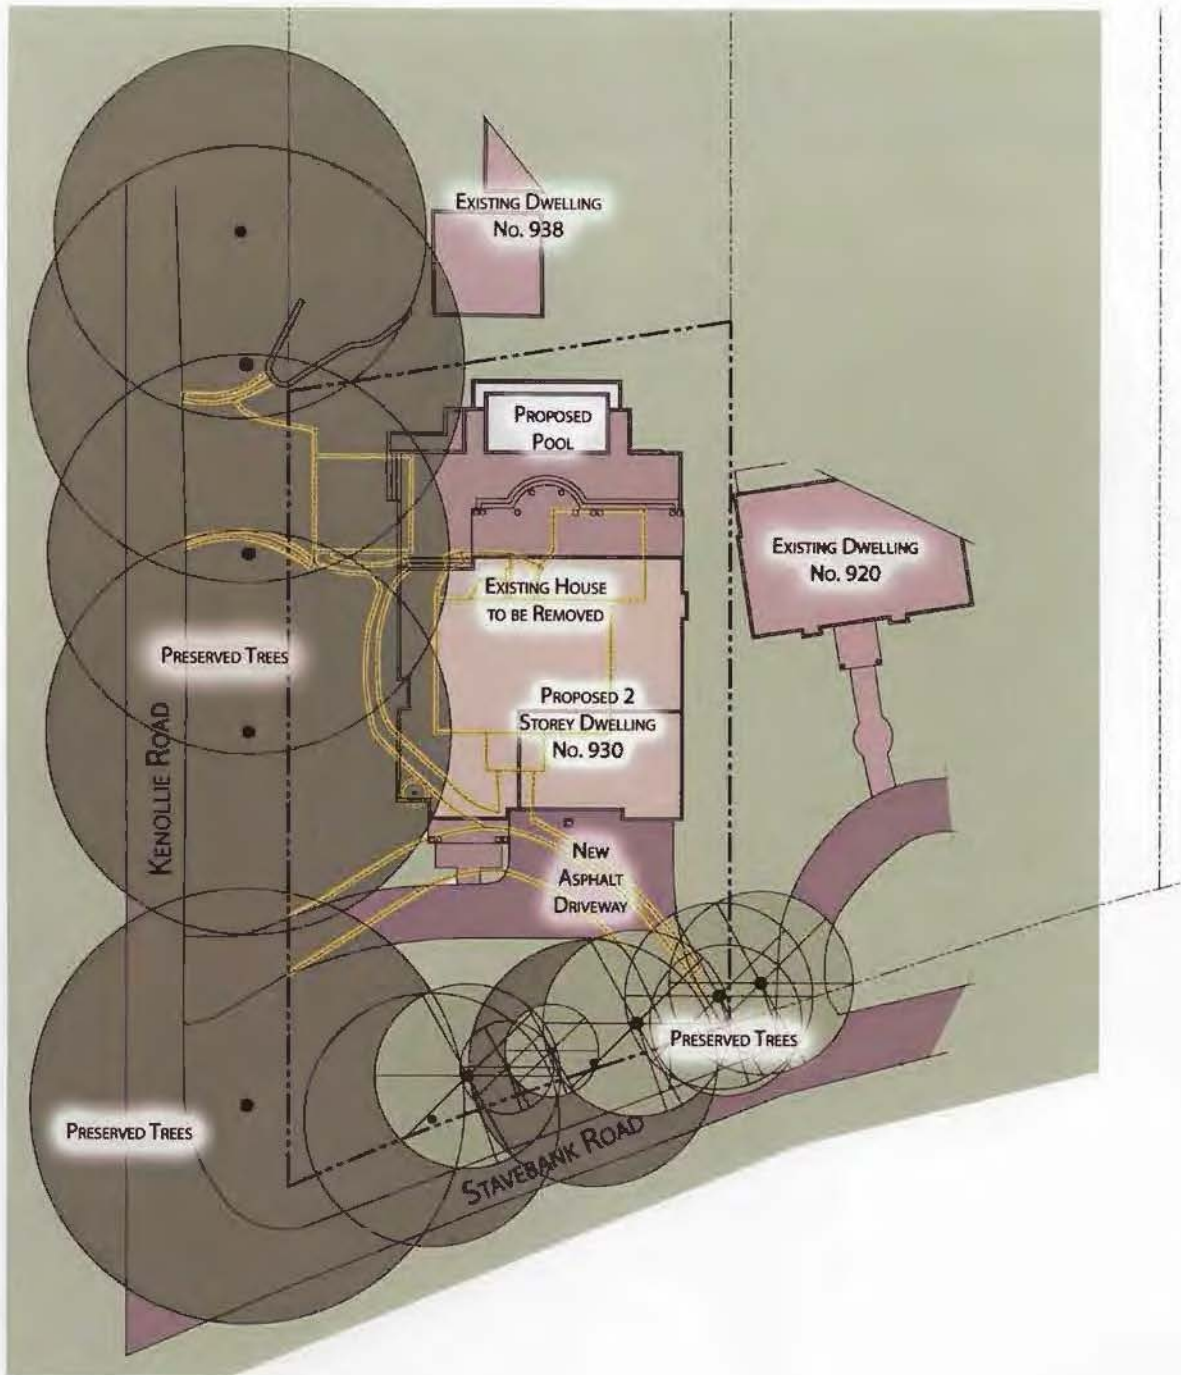 Existing Dwelling
No. 938
Proposed
Pool
Existing Dwelling
No. 920
Existing House
to be Removed
Preserved Trees
Proposed 2
Storey Dwelling
No. 930
Kenollie Road
New
Asphalt
Driveway
Preserved Trees
Preserved Trees
Stavebank Road